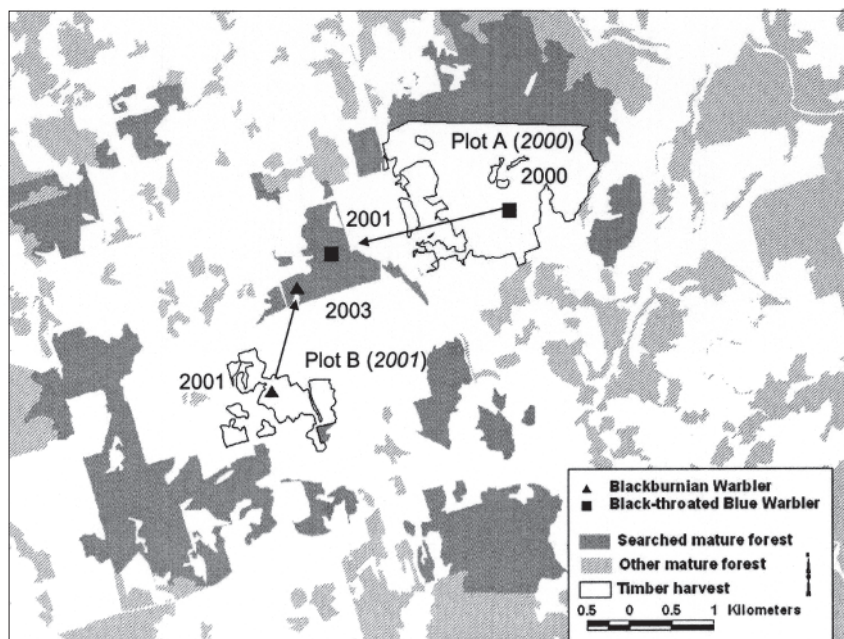 Plot A (2000)
2000
2001
2003
Plot B (2001)
2001
Blackburnian Warbler
Black-throated Blue Warbler
Searched mature forest
Other mature forest
Timber harvest
0.5 0 0.5 1 Kilometers